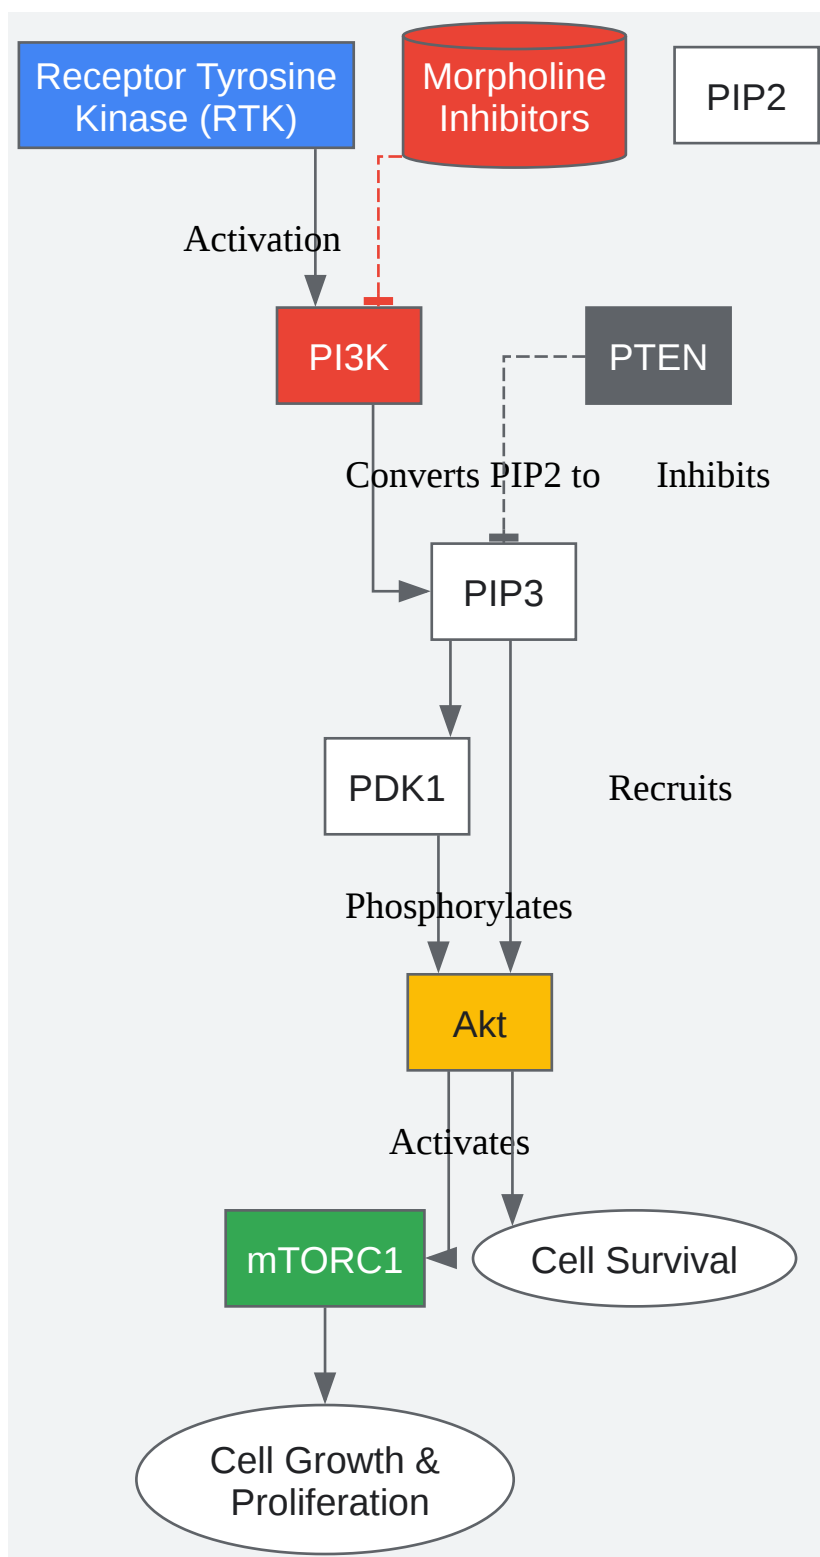 Receptor Tyrosine
Kinase (RTK)
Morpholine
Inhibitors
PIP2
Activation
PI3K
PTEN
Converts PIP2 to
Inhibits
PIP3
PDK1
Recruits
Phosphorylates
Akt
Activates
mTORC1
Cell Survival
Cell Growth &
Proliferation